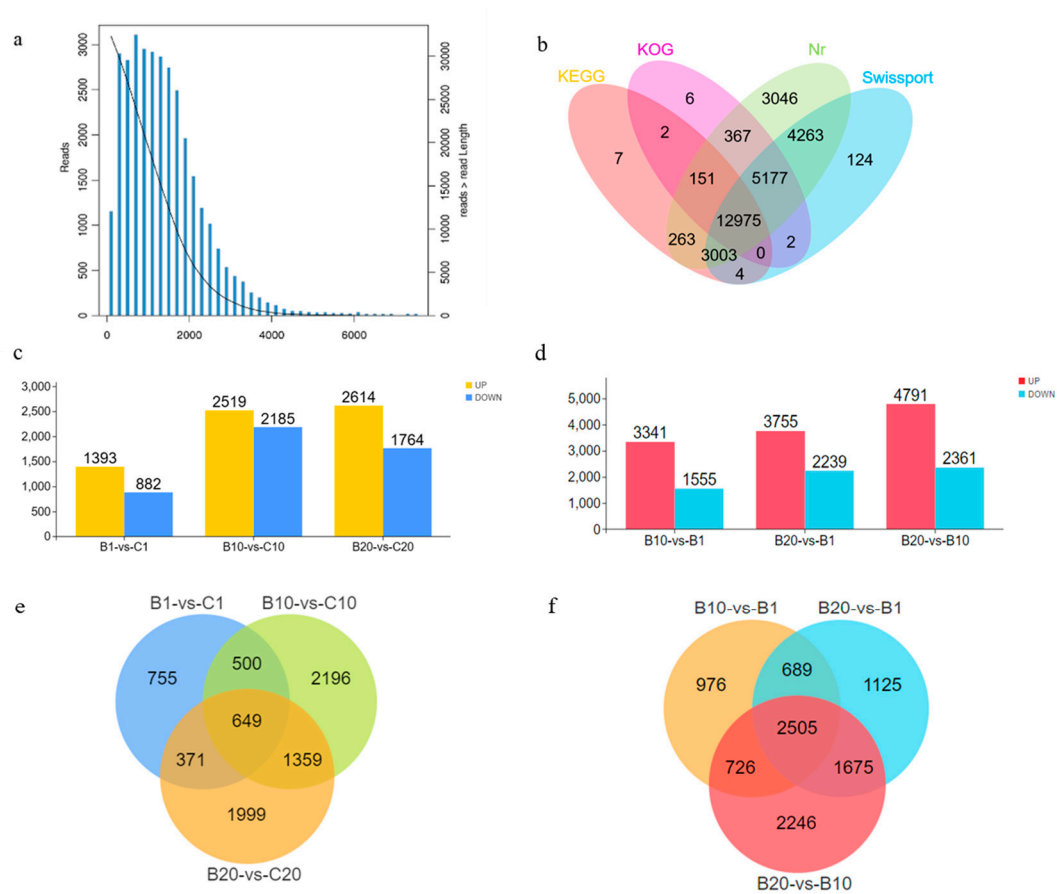 a
3000
2500
2000
1500
1000
500
0
Reads
30000
25000
20000
15000
10000
5000
0
reads > read Length
0 2000 4000 6000
b
KOG Nr
KEGG Swissport
6 3046
2 367 4263
7 124
151 5177
12975
263 3003 0 2
4
c
UP
DOWN
3,000
2,500
2,000
1,500
1,000
500
0
1393 882
2519 2185
2614 1764
B1-vs-C1 B10-vs-C10 B20-vs-C20
d
UP
DOWN
5,000
4,000
3,000
2,000
1,000
0
3341 1555
3755 2239
4791 2361
B10-vs-B1 B20-vs-B1 B20-vs-B10
e
B1-vs-C1 B10-vs-C10
755 500 2196
649
371 1359
1999
B20-vs-C20
f
B10-vs-B1 B20-vs-B1
976 689 1125
2505
726 1675
2246
B20-vs-B10